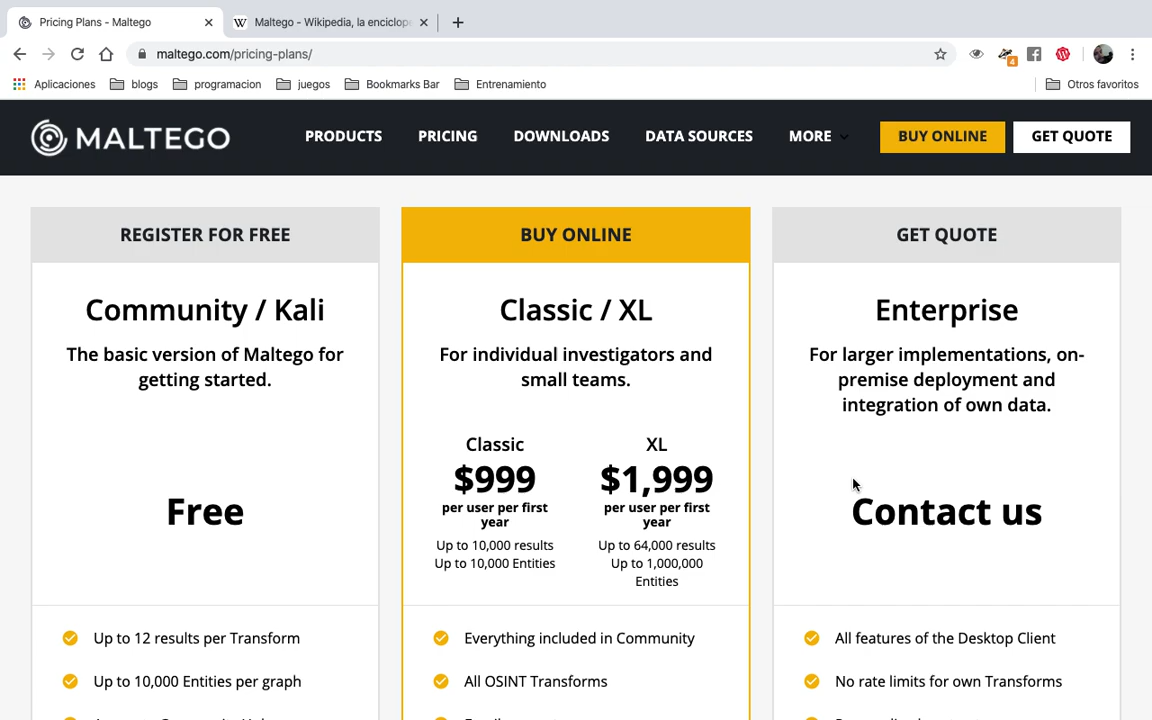 Pricing Plans - Maltego
Maltego - Wikipedia, la enciclop
maltego.com/pricing-plans/
4
Aplicaciones blogs programacion juegos Bookmarks Bar Entrenamiento Otros favoritos
MALTEGO PRODUCTS PRICING DOWNLOADS DATA SOURCES MORE BUY ONLINE GET QUOTE
REGISTER FOR FREE
Community / Kali
The basic version of Maltego for
getting started.
Free
Up to 12 results per Transform
Up to 10,000 Entities per graph
BUY ONLINE
Classic / XL
For individual investigators and
small teams.
Classic
$999
per user per first
year
Up to 10,000 results
Up to 10,000 Entities
XL
$1,999
per user per first
year
Up to 64,000 results
Up to 1,000,000
Entities
Everything included in Community
All OSINT Transforms
GET QUOTE
Enterprise
For larger implementations, on-
premise deployment and
integration of own data.
Contact us
All features of the Desktop Client
No rate limits for own Transforms